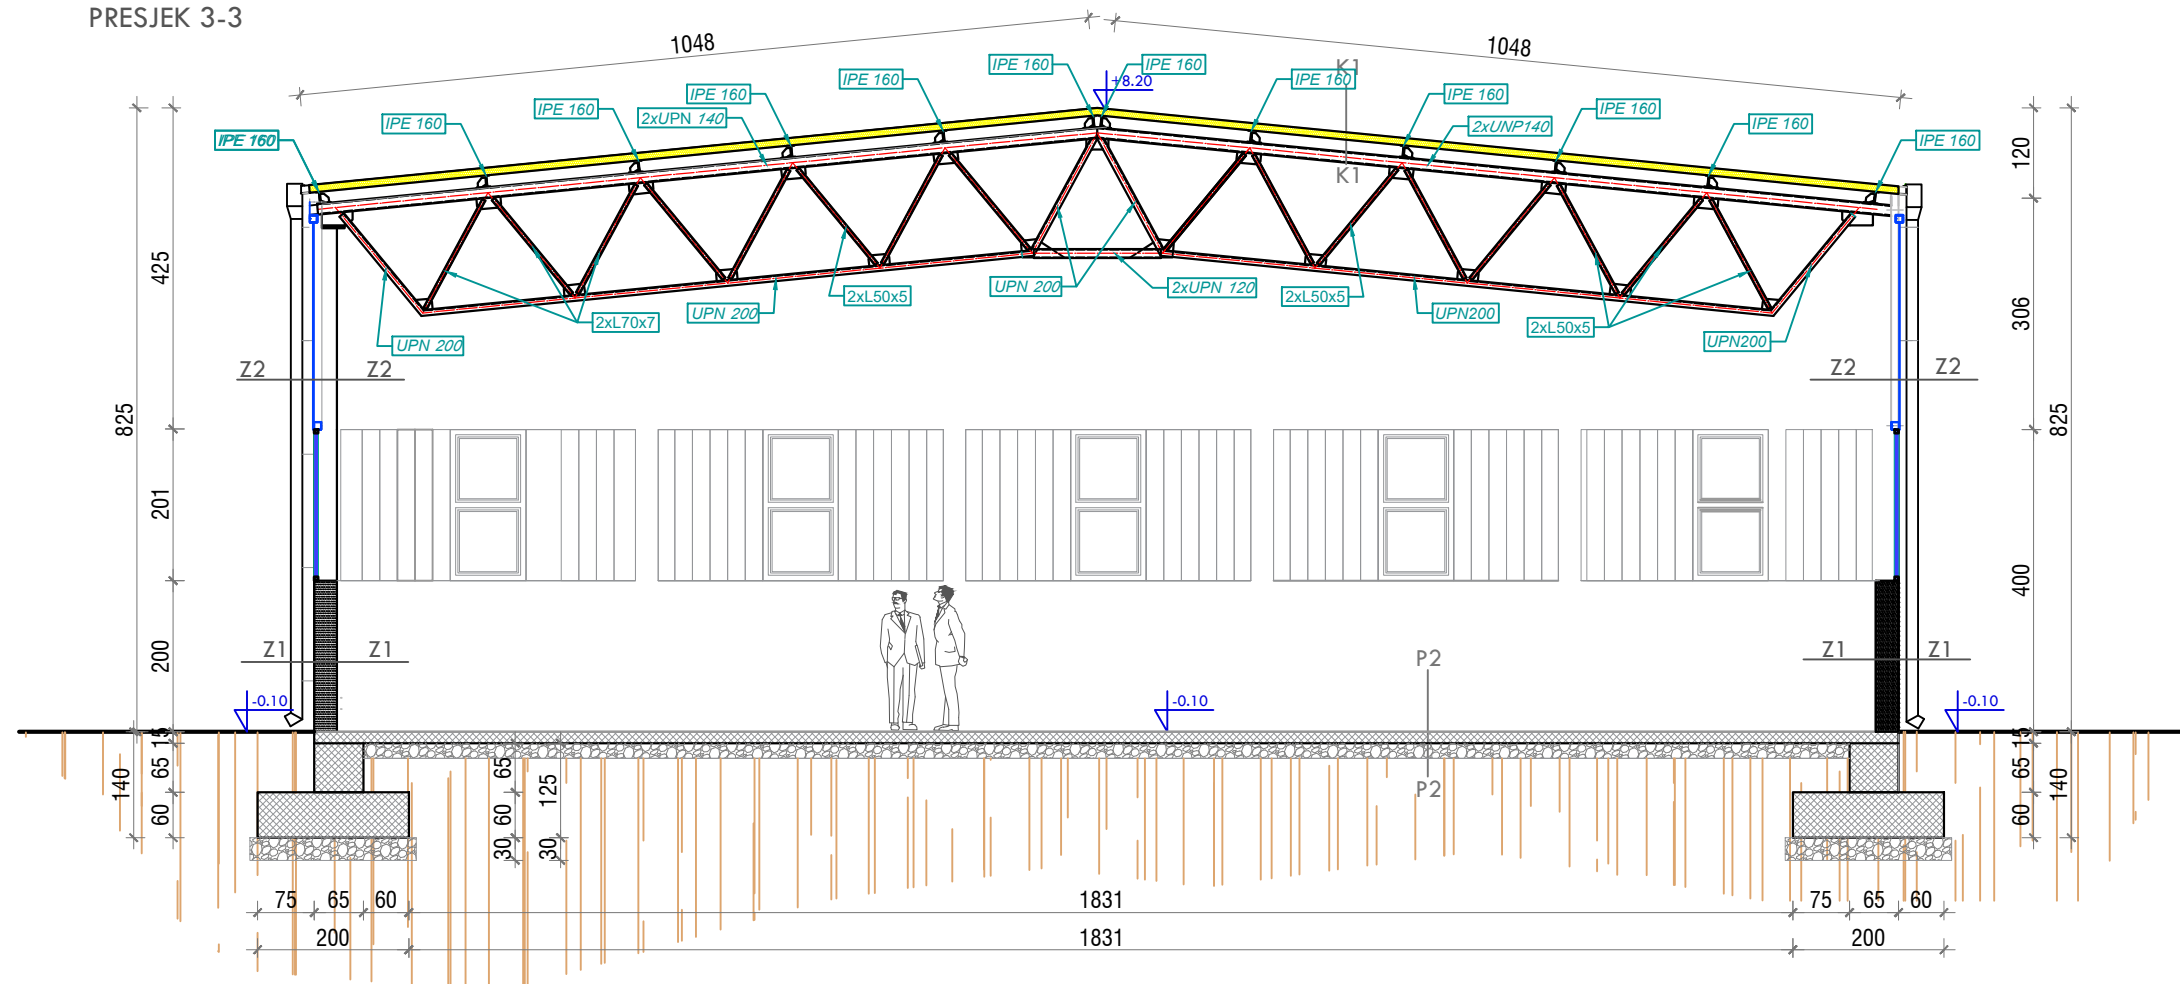 PRESJEK 3-3
1048
1048
IPE 160
IPE 160
IPE 160
IPE 160
IPE 160
IPE 160
IPE 160
K1
+8.20
IPE 160
2xUPN 140
IPE 160
2xUNP140
IPE 160
IPE 160
IPE 160
IPE 160
K1
120
425
306
UPN 200
2xL70x7
UPN 200
2xL50x5
UPN 200
2xUPN 120
2xL50x5
UPN200
2xL50x5
UPN200
Z2
Z2
Z2
Z2
825
825
201
400
200
Z1
Z1
Z1
Z1
P2
-0.10
-0.10
-0.10
15
15
65
140
60
65
125
60
30
30
P2
65
140
60
75
65
60
1831
75
65
60
200
1831
200